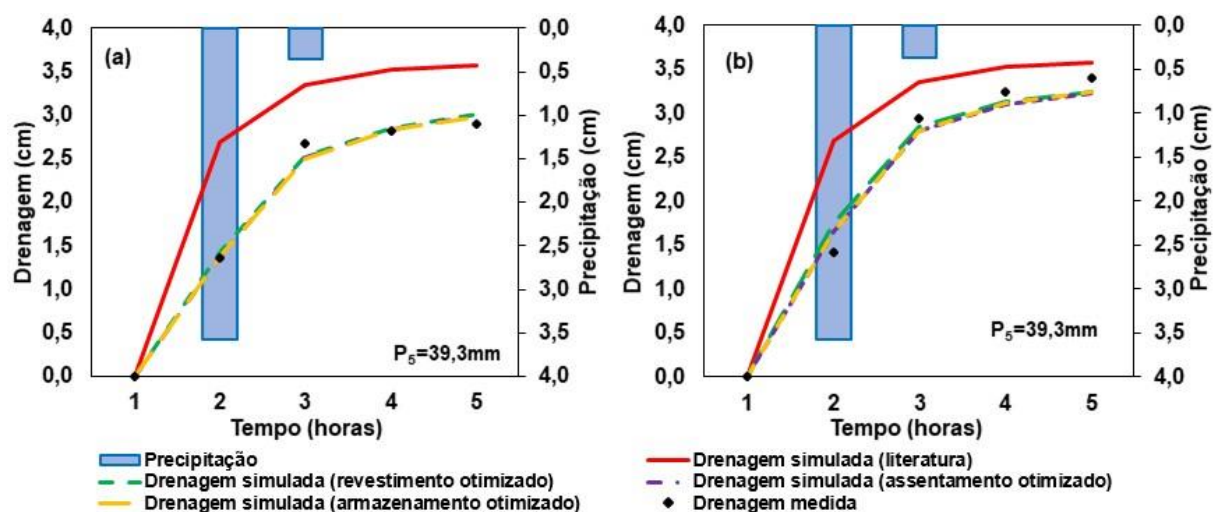 (a)
Drenagem (cm)
4,0
3,5
3,0
2,5
2,0
1,5
1,0
0,5
0,0
1 2 3 4 5
Tempo (horas)
0,0
0,5
1,0
1,5
2,0
2,5
3,0
3,5
4,0
Precipitação (cm)
P5=39,3mm
(b)
Drenagem (cm)
4,0
3,5
3,0
2,5
2,0
1,5
1,0
0,5
0,0
1 2 3 4 5
Tempo (horas)
0,0
0,5
1,0
1,5
2,0
2,5
3,0
3,5
4,0
Precipitação (cm)
P5=39,3mm
Precipitação
Drenagem simulada (literatura)
Drenagem simulada (revestimento otimizado)
Drenagem simulada (assentamento otimizado)
Drenagem simulada (armazenamento otimizado)
Drenagem medida